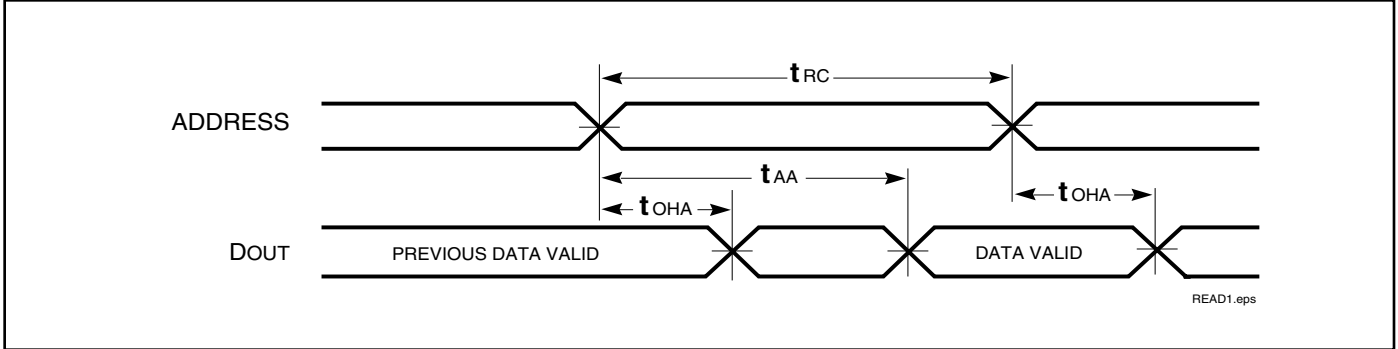 tRC
ADDRESS
tAA
tOHA
tOHA
DOUT
PREVIOUS DATA VALID
DATA VALID
READ1.eps